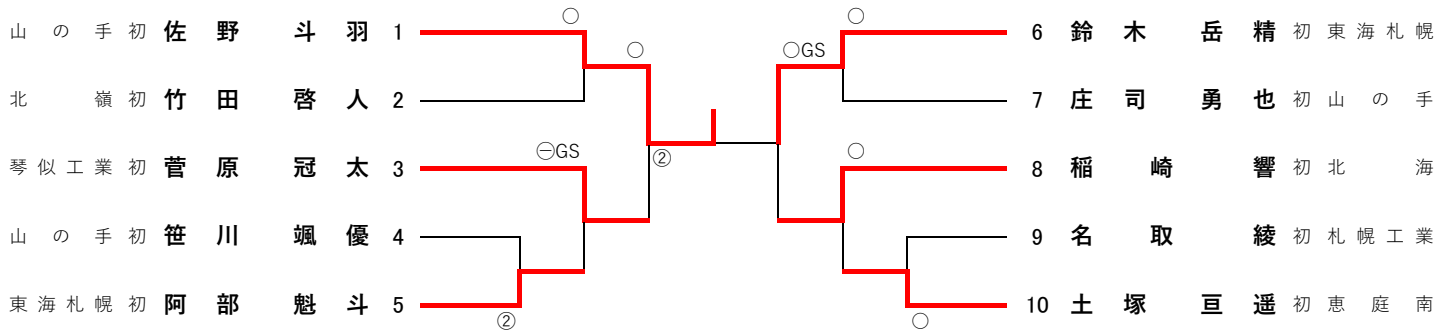 ○
○
山の手 初 佐野斗羽 1
6 鈴木岳精 初 東海札幌
○
○GS
北嶺 初 竹田啓人 2
7 庄司勇也 初 山の手
㊀GS
②
○
琴似工業 初 菅原冠太 3
8 稲崎響 初 北海
山の手 初 笹川颯優 4
9 名取綾 初 札幌工業
東海札幌 初 阿部魁斗 5
10 土塚亘遥 初 恵庭南
②
○